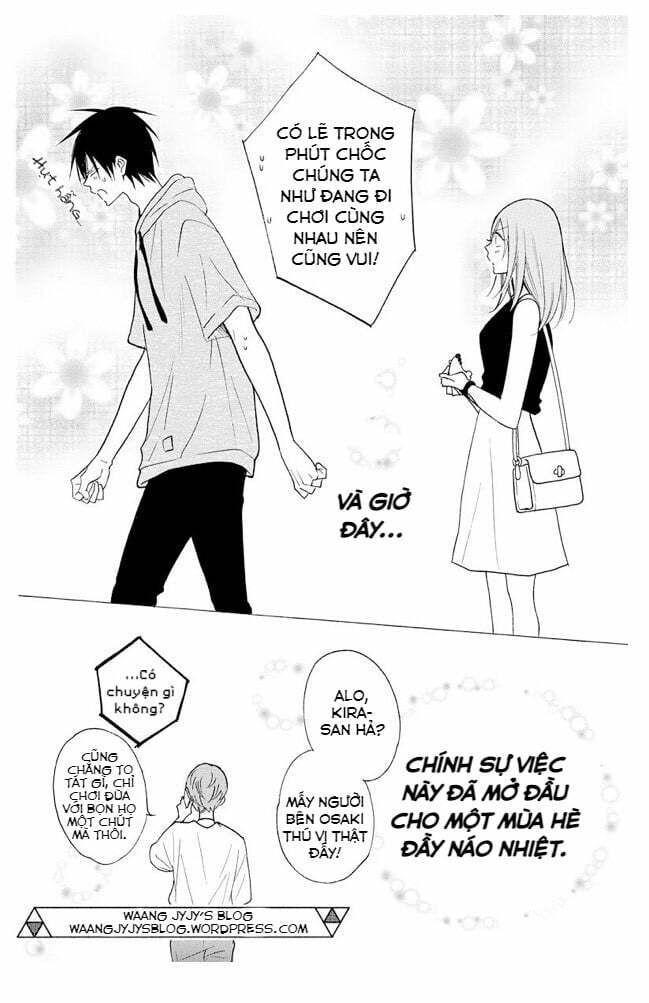 CÓ LẼ TRONG
PHÚT CHỐC
CHÚNG TA
NHƯ ĐANG ĐI
CHƠI CÙNG
NHAU NÊN
CŨNG VUI!
Hụt hẫng
VÀ GIỜ
ĐÂY...
...Có
chuyện gì
không?
ALO,
KIRA-
SAN HẢ?
CŨNG
CHẲNG TO
TÁT GÌ, CHỈ
CHƠI ĐÙA
VỚI BỌN HỌ
MỘT CHÚT
MÀ THÔI.
MẤY NGƯỜI
BÊN OSAKI
THÚ VỊ THẬT
ĐẤY!
CHÍNH SỰ VIỆC
NÀY ĐÃ MỞ ĐẦU
CHO MỘT MÙA HÈ
ĐẦY NÁO NHIỆT.
WAANG JYJY'S BLOG
WAANGJYJYSBLOG.WORDPRESS.COM